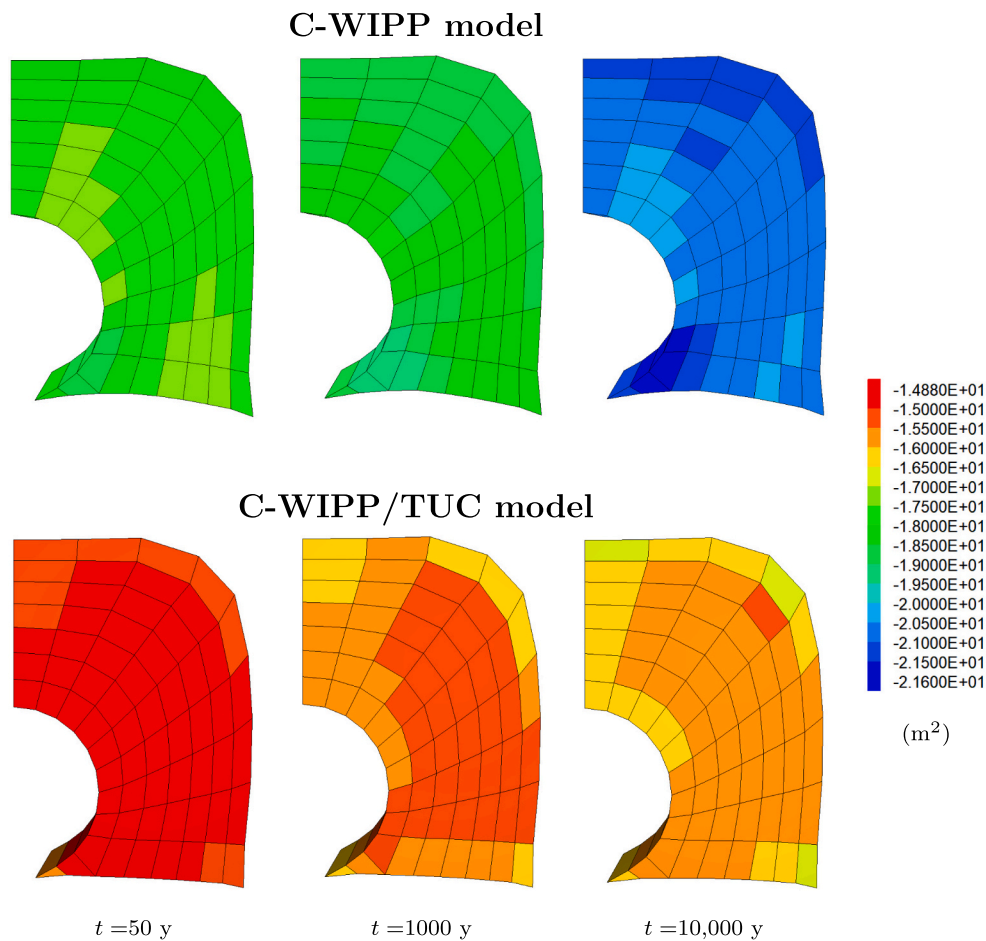 C-WIPP model
-1.4880E+01
-1.5000E+01
-1.5500E+01
-1.6000E+01
-1.6500E+01
-1.7000E+01
-1.7500E+01
-1.8000E+01
-1.8500E+01
-1.9000E+01
-1.9500E+01
-2.0000E+01
-2.0500E+01
-2.1000E+01
-2.1500E+01
-2.1600E+01
(m²)
C-WIPP/TUC model
t =50 y
t =1000 y
t =10,000 y